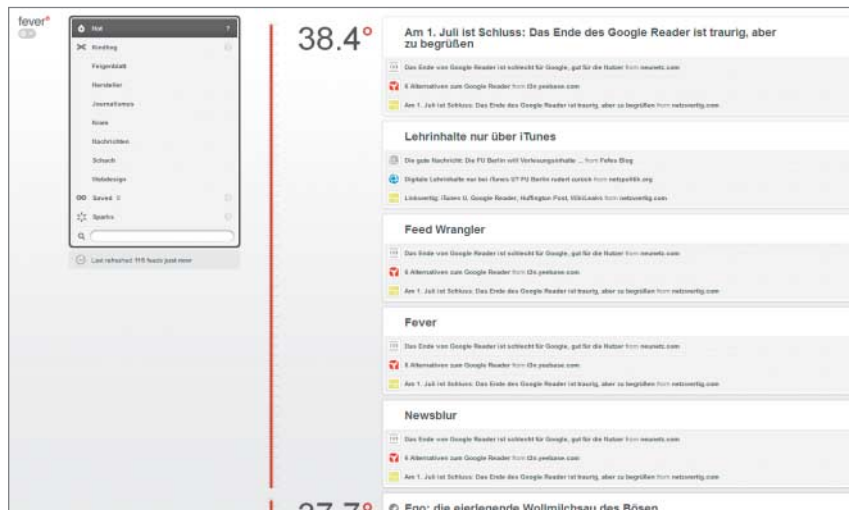 fever°
Hot
Kindling
Feigenblatt
Hersteller
Journalismus
News
Nachrichten
Schach
Webdesign
Saved 0
Sparks
Last refreshed 115 feeds just now
38.4°
Am 1. Juli ist Schluss: Das Ende des Google Reader ist traurig, aber
zu begrüßen
Das Ende von Google Reader ist schlecht für Google, gut für die Nutzer from neunetz.com
6 Alternativen zum Google Reader from t3n yeebase.com
Am 1. Juli ist Schluss: Das Ende des Google Reader ist traurig, aber zu begrüßen from netzwertig.com
Lehrinhalte nur über iTunes
Die gute Nachricht: Die FU Berlin will Vorlesungsinhalte ... from Fefes Blog
Digitale Lehrinhalte nur bei iTunes U? FU Berlin rudert zurück from netzpolitik.org
Linkwertig: iTunes U, Google Reader, Huffington Post, WikiLeaks from netzwertig.com
Feed Wrangler
Das Ende von Google Reader ist schlecht für Google, gut für die Nutzer from neunetz.com
6 Alternativen zum Google Reader from t3n yeebase.com
Am 1. Juli ist Schluss: Das Ende des Google Reader ist traurig, aber zu begrüßen from netzwertig.com
Fever
Das Ende von Google Reader ist schlecht für Google, gut für die Nutzer from neunetz.com
6 Alternativen zum Google Reader from t3n yeebase.com
Am 1. Juli ist Schluss: Das Ende des Google Reader ist traurig, aber zu begrüßen from netzwertig.com
Newsblur
Das Ende von Google Reader ist schlecht für Google, gut für die Nutzer from neunetz.com
6 Alternativen zum Google Reader from t3n yeebase.com
Am 1. Juli ist Schluss: Das Ende des Google Reader ist traurig, aber zu begrüßen from netzwertig.com
37.7°
Ego: die eierlegende Wollmilchsau des Bösen